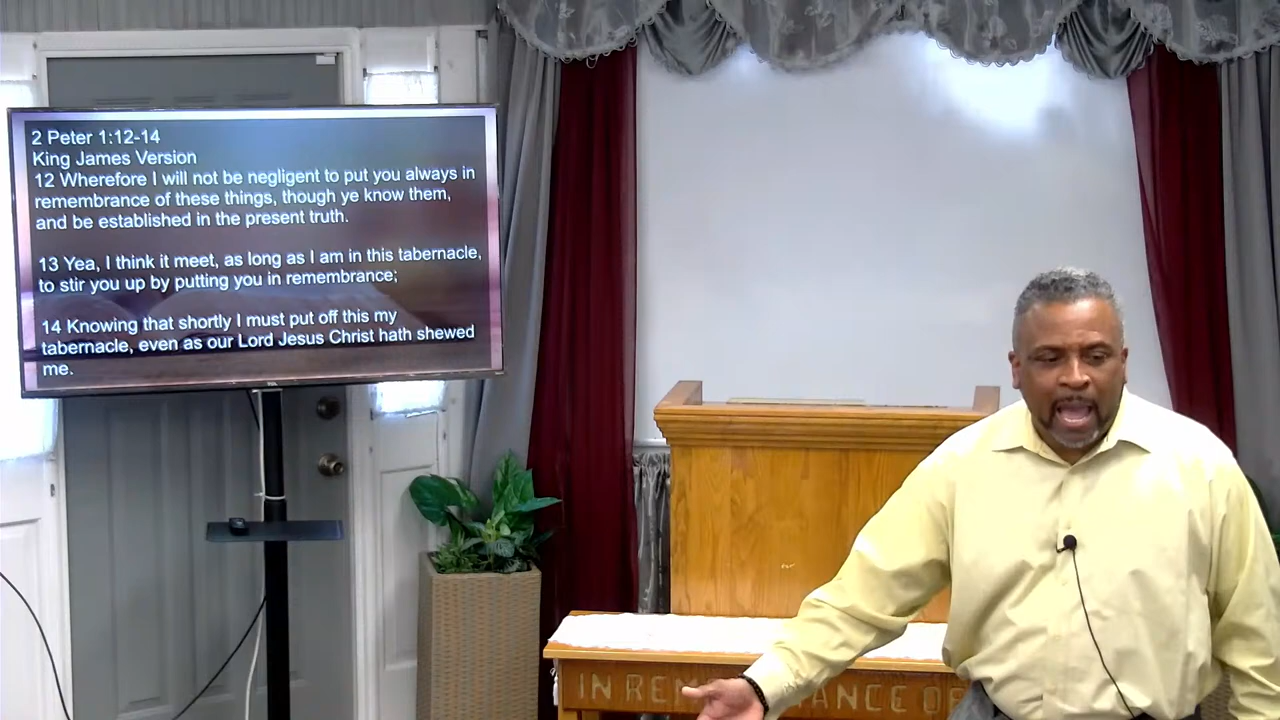 2 Peter 1:12-14
King James Version
12 Wherefore I will not be negligent to put you always in
remembrance of these things, though ye know them,
and be established in the present truth.
13 Yea, I think it meet, as long as I am in this tabernacle,
to stir you up by putting you in remembrance;
14 Knowing that shortly I must put off this my
tabernacle, even as our Lord Jesus Christ hath shewed
me.
IN REM ANCE OF